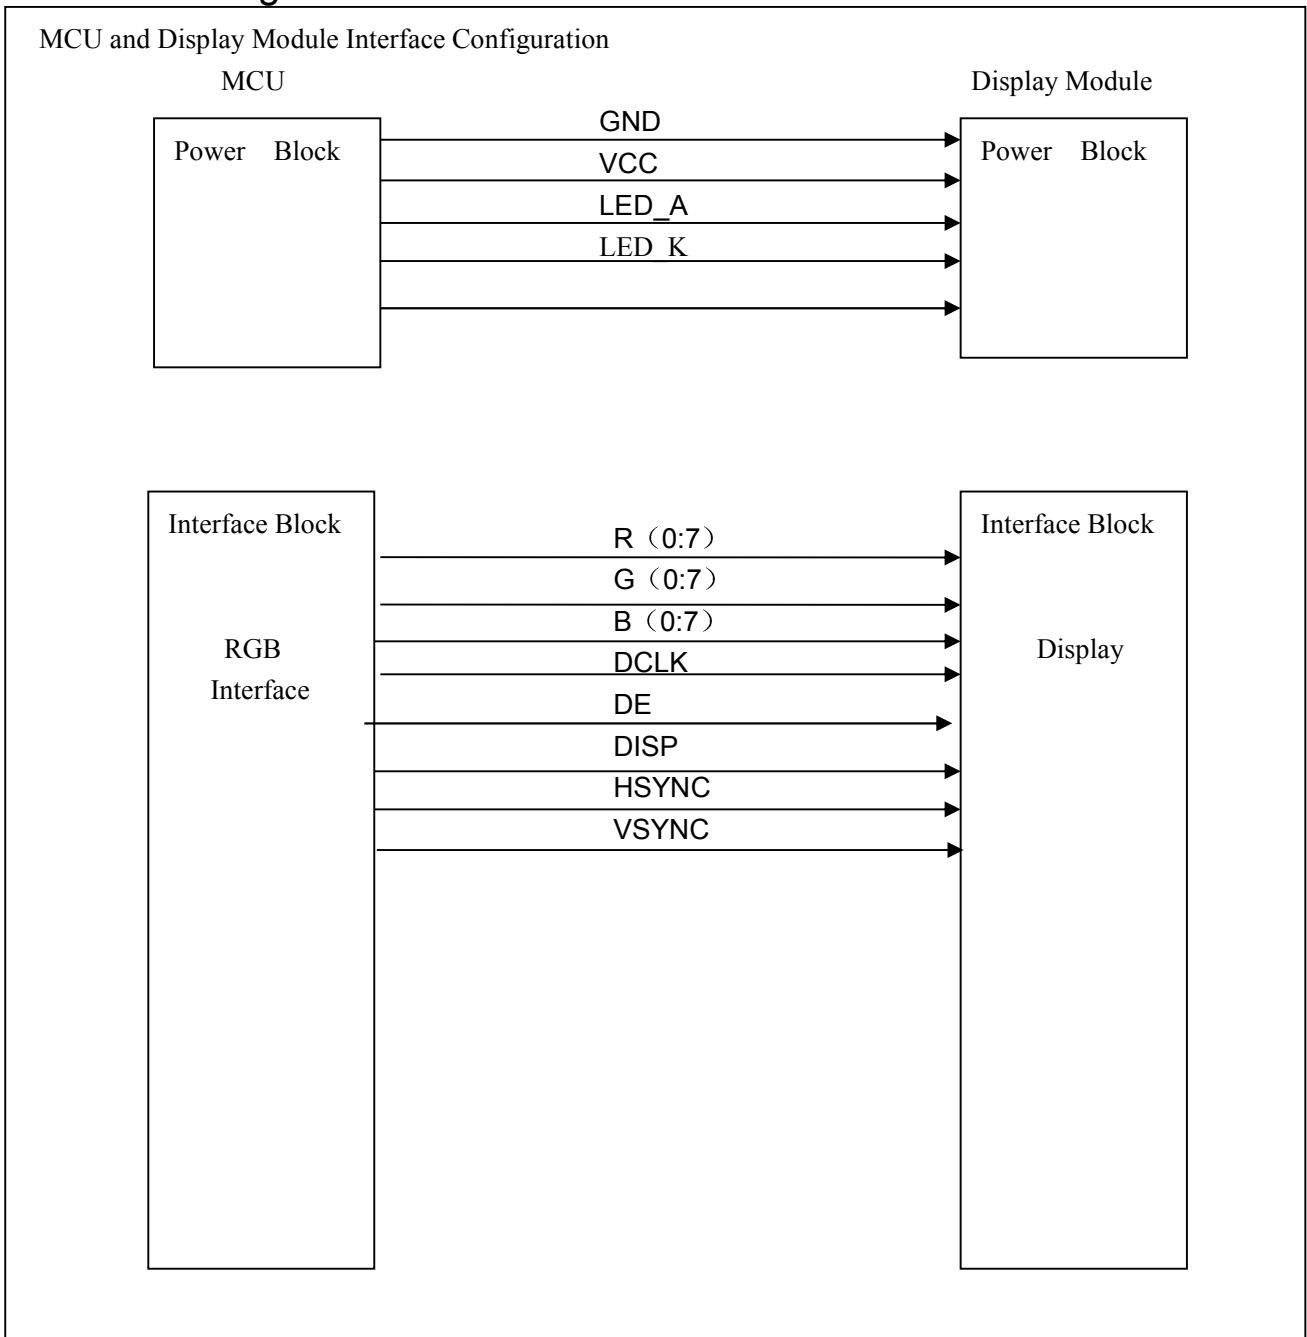 MCU and Display Module Interface Configuration
MCU
Display Module
Power Block
GND
VCC
LED_A
LED_K
Power Block
Interface Block
RGB
Interface
R（0:7）
G（0:7）
B（0:7）
DCLK
DE
DISP
HSYNC
VSYNC
Interface Block
Display